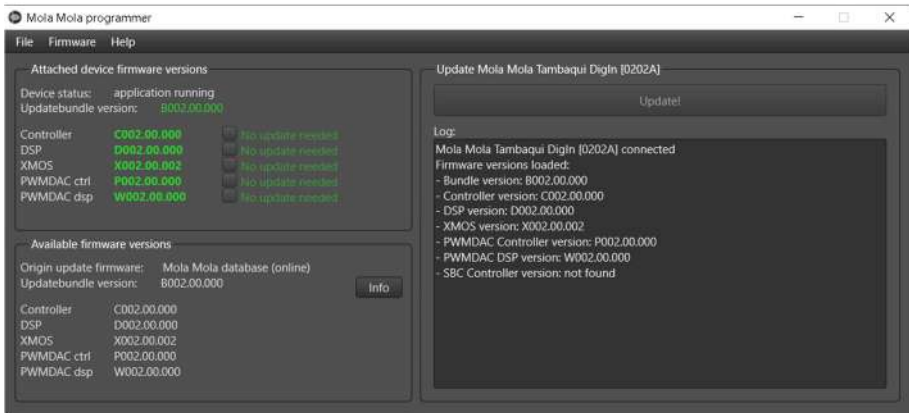 Mola Mola programmer
File Firmware Help
Attached device firmware versions
Device status: application running
Updatebundle version: B002.00.000
Controller C002.00.000 No update needed
DSP D002.00.000 No update needed
XMOS X002.00.002 No update needed
PWMDAC ctrl P002.00.000 No update needed
PWMDAC dsp W002.00.000 No update needed
Available firmware versions
Origin update firmware: Mola Mola database (online)
Updatebundle version: B002.00.000
Info
Controller C002.00.000
DSP D002.00.000
XMOS X002.00.002
PWMDAC ctrl P002.00.000
PWMDAC dsp W002.00.000
Update Mola Mola Tambaqui DigIn [0202A]
Update!
Log:
Mola Mola Tambaqui DigIn [0202A] connected
Firmware versions loaded:
- Bundle version: B002.00.000
- Controller version: C002.00.000
- DSP version: D002.00.000
- XMOS version: X002.00.002
- PWMDAC Controller version: P002.00.000
- PWMDAC DSP version: W002.00.000
- SBC Controller version: not found